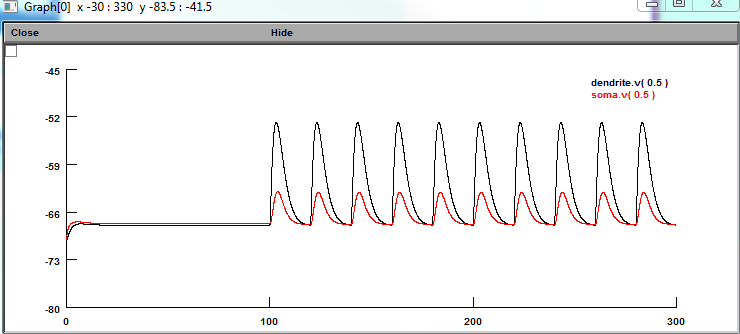 Graph[0] x -30 : 330 y -83.5 : -41.5
Close Hide
-45
dendrite.v( 0.5 )
soma.v( 0.5 )
-52
-59
-66
-73
-80
0 100 200 300